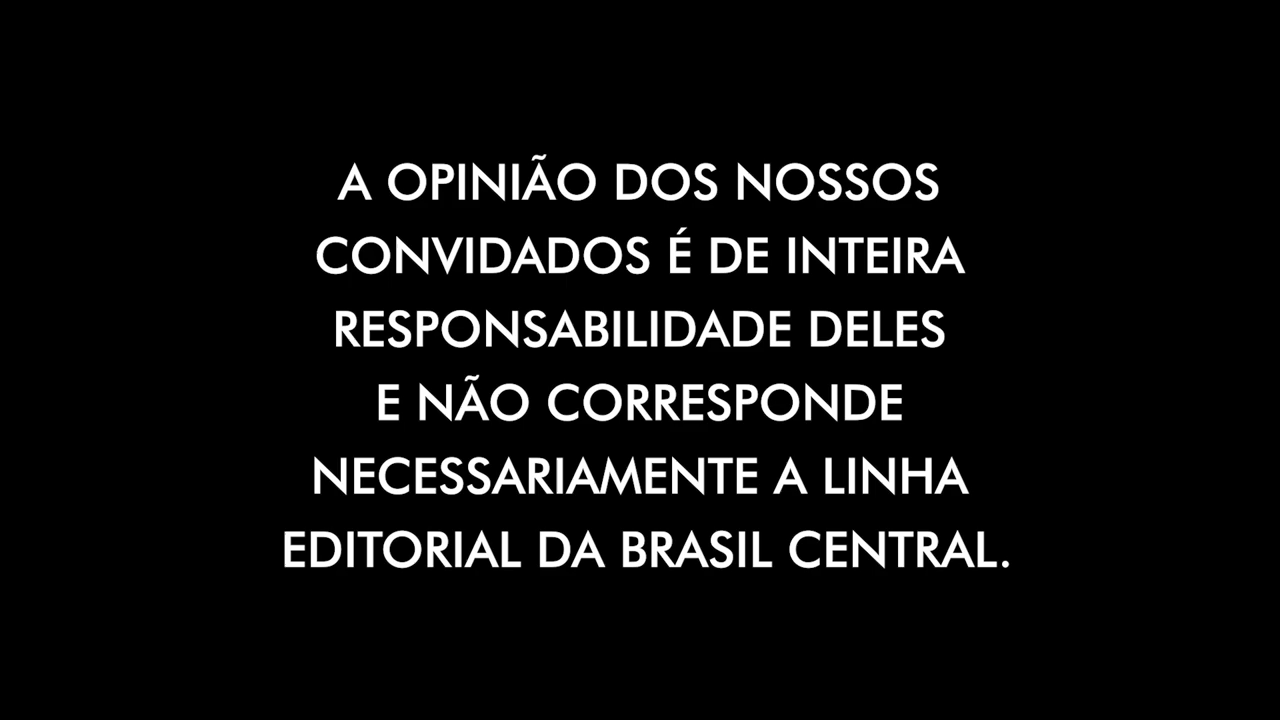 A OPINIÃO DOS NOSSOS
CONVIDADOS É DE INTEIRA
RESPONSABILIDADE DELES
E NÃO CORRESPONDE
NECESSARIAMENTE A LINHA
EDITORIAL DA BRASIL CENTRAL.